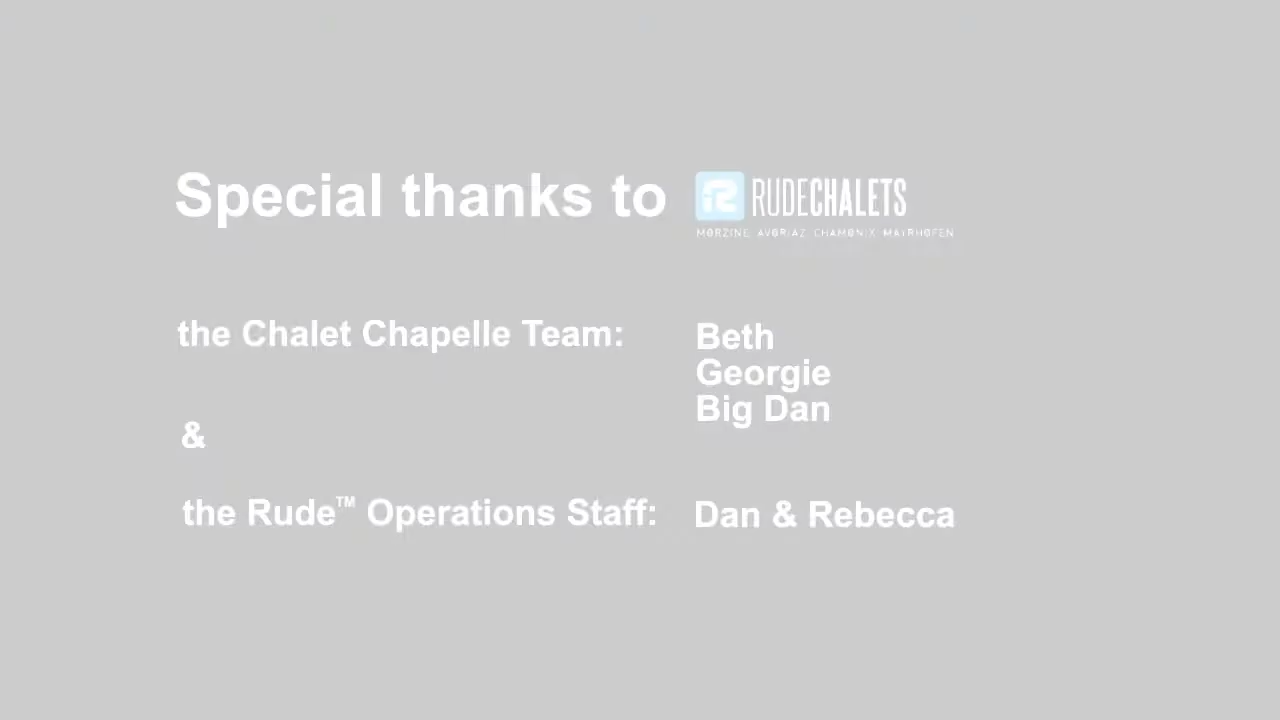 Special thanks to RUDECHALETS
MORZINE AVORIAZ CHAMONIX MAYRHOFEN
the Chalet Chapelle Team: Beth
Georgie
Big Dan
&
the Rude™ Operations Staff: Dan & Rebecca